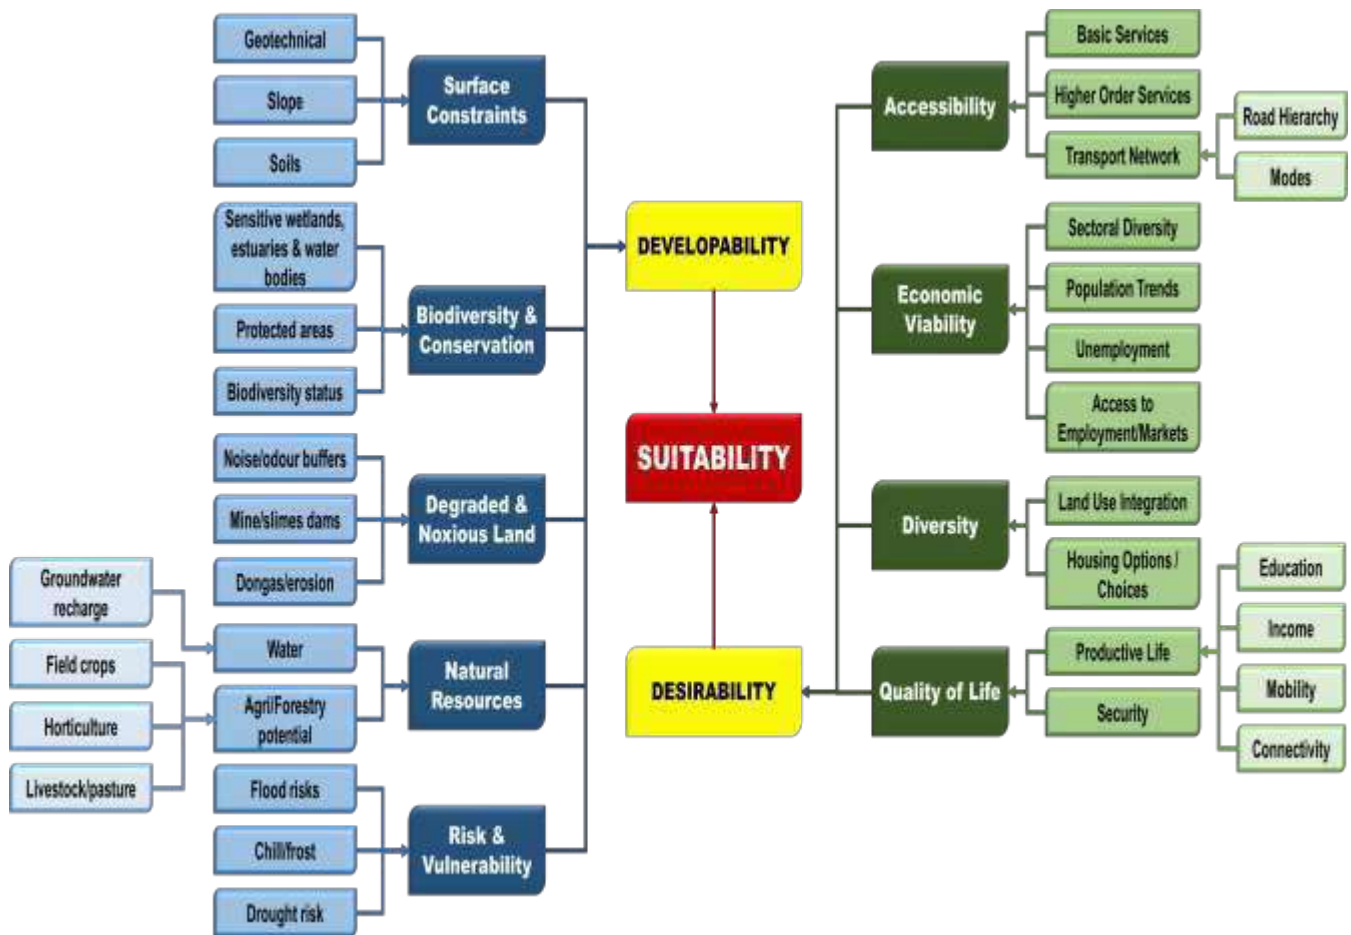 Geotechnical
Slope
Soils
Surface
Constraints
Sensitive wetlands,
estuaries & water
bodies
Protected areas
Biodiversity status
Biodiversity &
Conservation
Noise/odour buffers
Mine/slimes dams
Dongas/erosion
Degraded &
Noxious Land
Groundwater
recharge
Field crops
Horticulture
Livestock/pasture
Water
Agri/Forestry
potential
Natural
Resources
Flood risks
Chill/frost
Drought risk
Risk &
Vulnerability
DEVELOPABILITY
SUITABILITY
DESIRABILITY
Accessibility
Basic Services
Higher Order Services
Transport Network
Road Hierarchy
Modes
Economic
Viability
Sectoral Diversity
Population Trends
Unemployment
Access to
Employment/Markets
Diversity
Land Use Integration
Housing Options /
Choices
Quality of Life
Productive Life
Security
Education
Income
Mobility
Connectivity